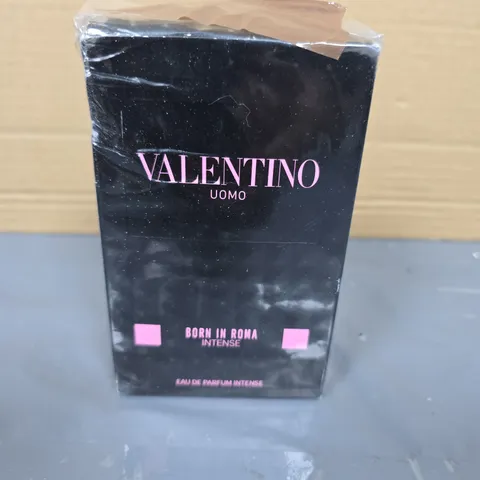 VALENTINO
UOMO
BORN IN ROMA
INTENSE
EAU DE PARFUM INTENSE